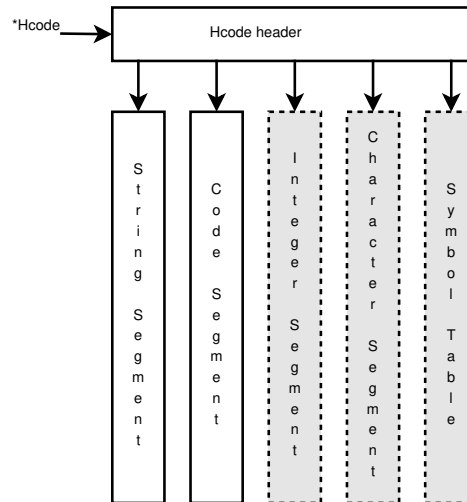 *Hcode
Hcode header
String Segment
Code Segment
Integer Segment
Character Segment
Symbol Table